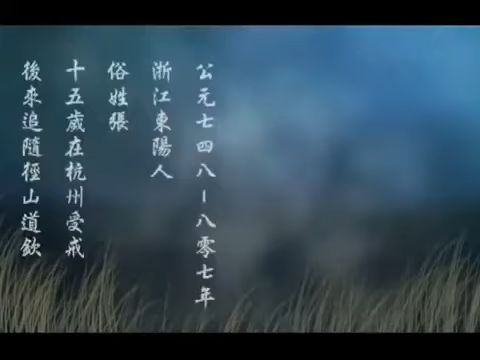 公元七四八－八零七年
浙江東陽人
俗姓張
十五歲在杭州受戒
後來追隨徑山道欽